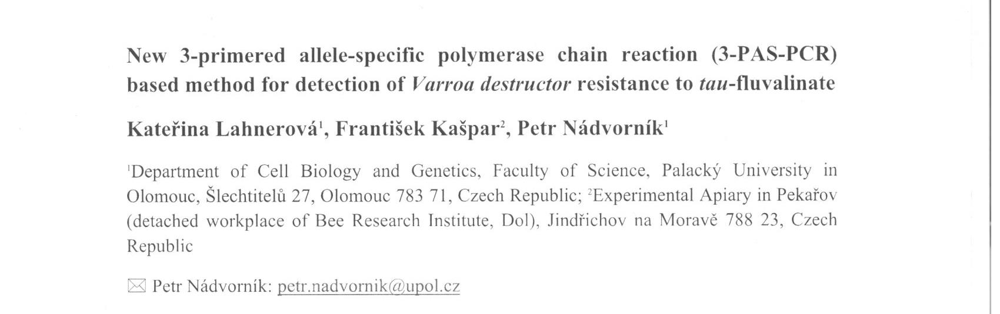 New 3-primered allele-specific polymerase chain reaction (3-PAS-PCR)
based method for detection of Varroa destructor resistance to tau-fluvalinate
Kateřina Lahnerová¹, František Kašpar², Petr Nádvorník¹
¹Department of Cell Biology and Genetics, Faculty of Science, Palacký University in
Olomouc, Šlechtitelů 27, Olomouc 783 71, Czech Republic; ²Experimental Apiary in Pekařov
(detached workplace of Bee Research Institute, Dol), Jindřichov na Moravě 788 23, Czech
Republic
Petr Nádvorník: petr.nadvornik@upol.cz